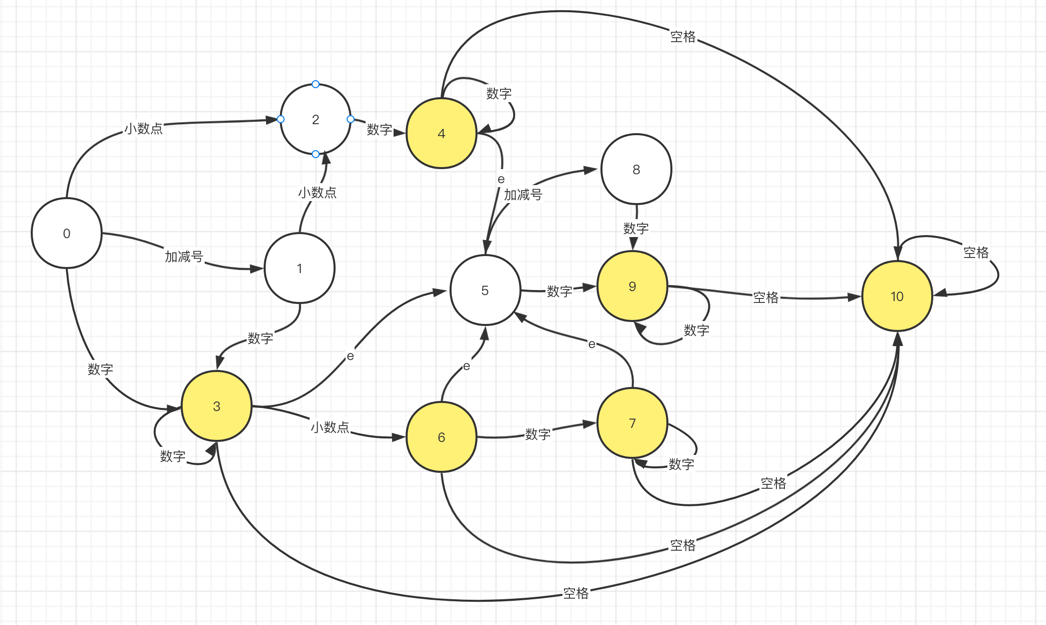 空格
数字
小数点
2
数字
4
8
e
加减号
小数点
0
数字
加减号
1
空格
5
数字
9
空格
10
数字
数字
e
e
e
数字
3
小数点
6
数字
7
数字
数字
空格
空格
空格